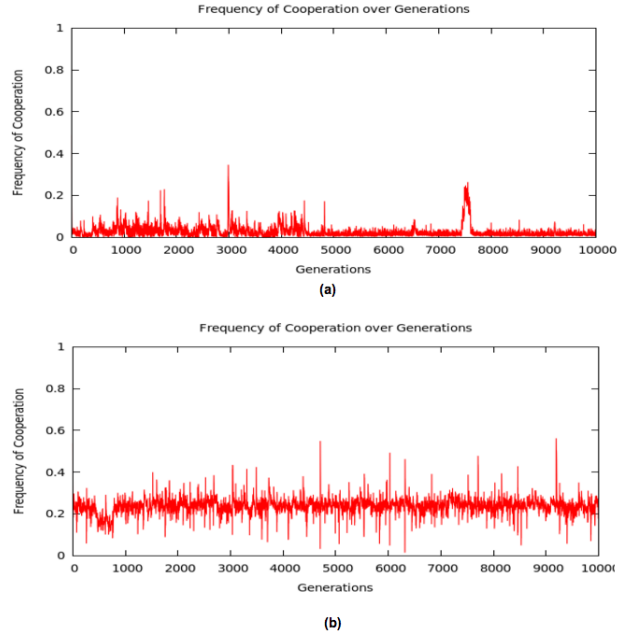 Frequency of Cooperation over Generations
1
0.8
0.6
0.4
0.2
0
Frequency of Cooperation
0 1000 2000 3000 4000 5000 6000 7000 8000 9000 10000
Generations
(a)
Frequency of Cooperation over Generations
1
0.8
0.6
0.4
0.2
0
Frequency of Cooperation
0 1000 2000 3000 4000 5000 6000 7000 8000 9000 1000
Generations
(b)